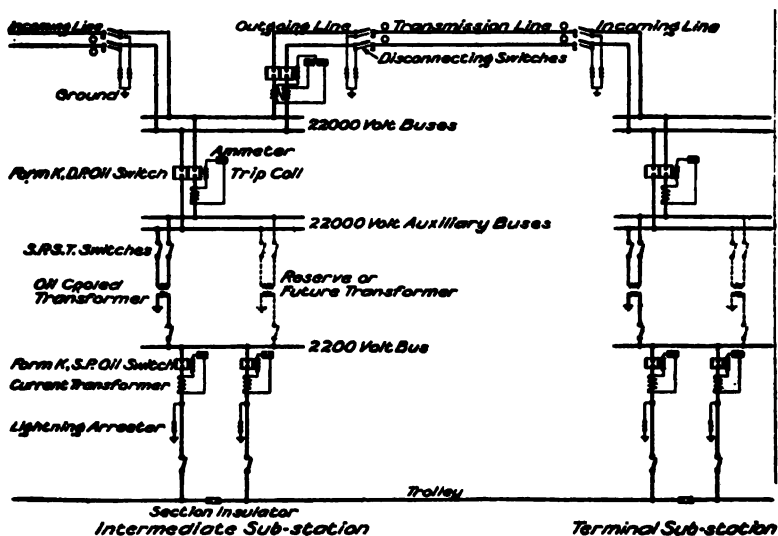 Incoming Line
Outgoing Line
Transmission Line
Incoming Line
Disconnecting Switches
Ground
22000 Volt Buses
Ammeter
Form K, D.P. Oil Switch
Trip Coil
22000 Volt Auxiliary Buses
S.P.S.T. Switches
Oil Cooled
Transformer
Reserve or
Future Transformer
2200 Volt Bus
Form K, S.P. Oil Switch
Current Transformer
Lightning Arrester
Trolley
Section Insulator
Intermediate Sub-station
Terminal Sub-station